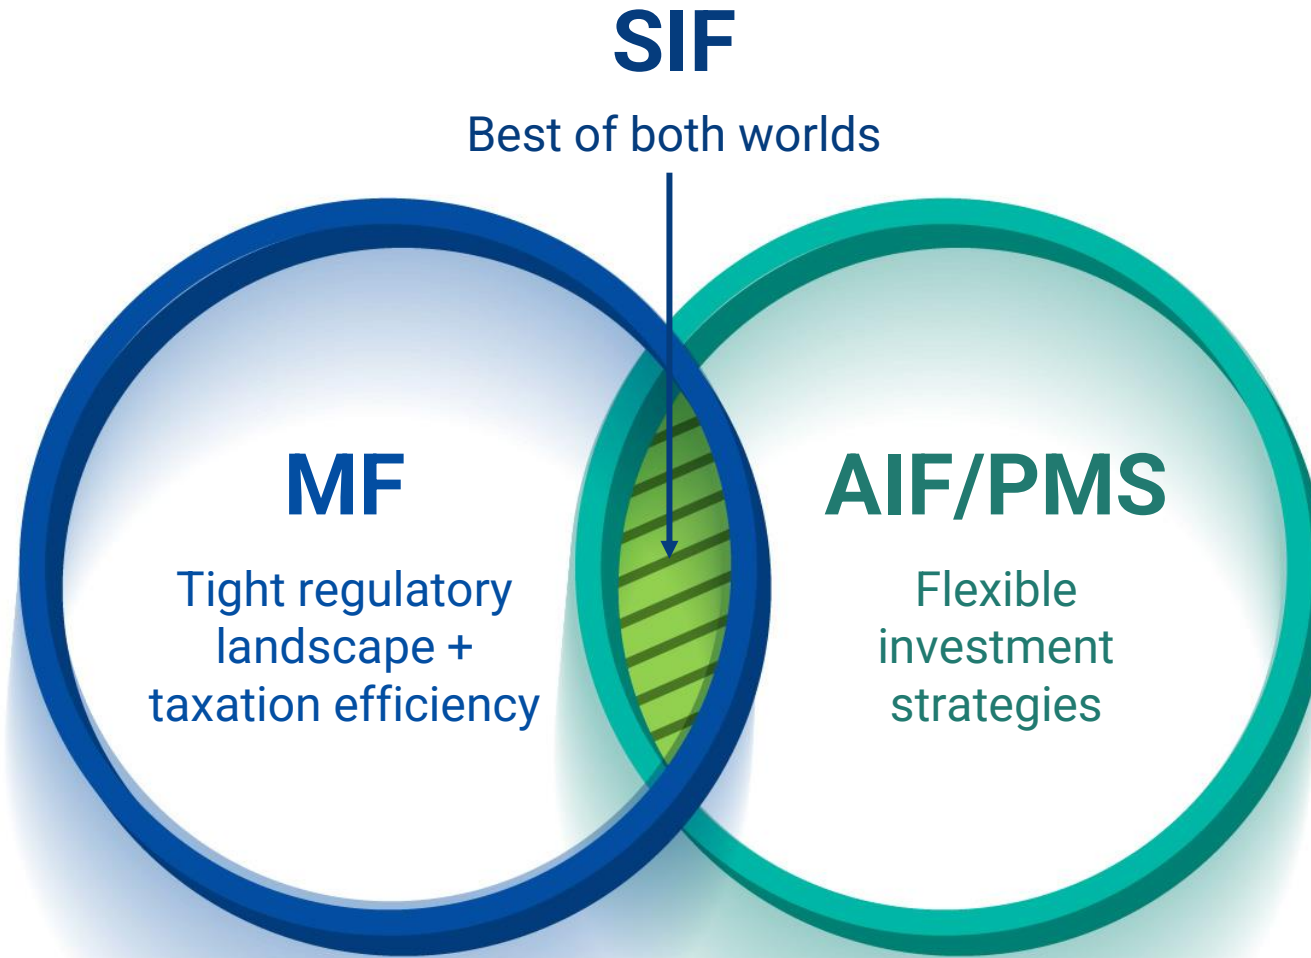 SIF
Best of both worlds
MF
Tight regulatory
landscape +
taxation efficiency
AIF/PMS
Flexible
investment
strategies